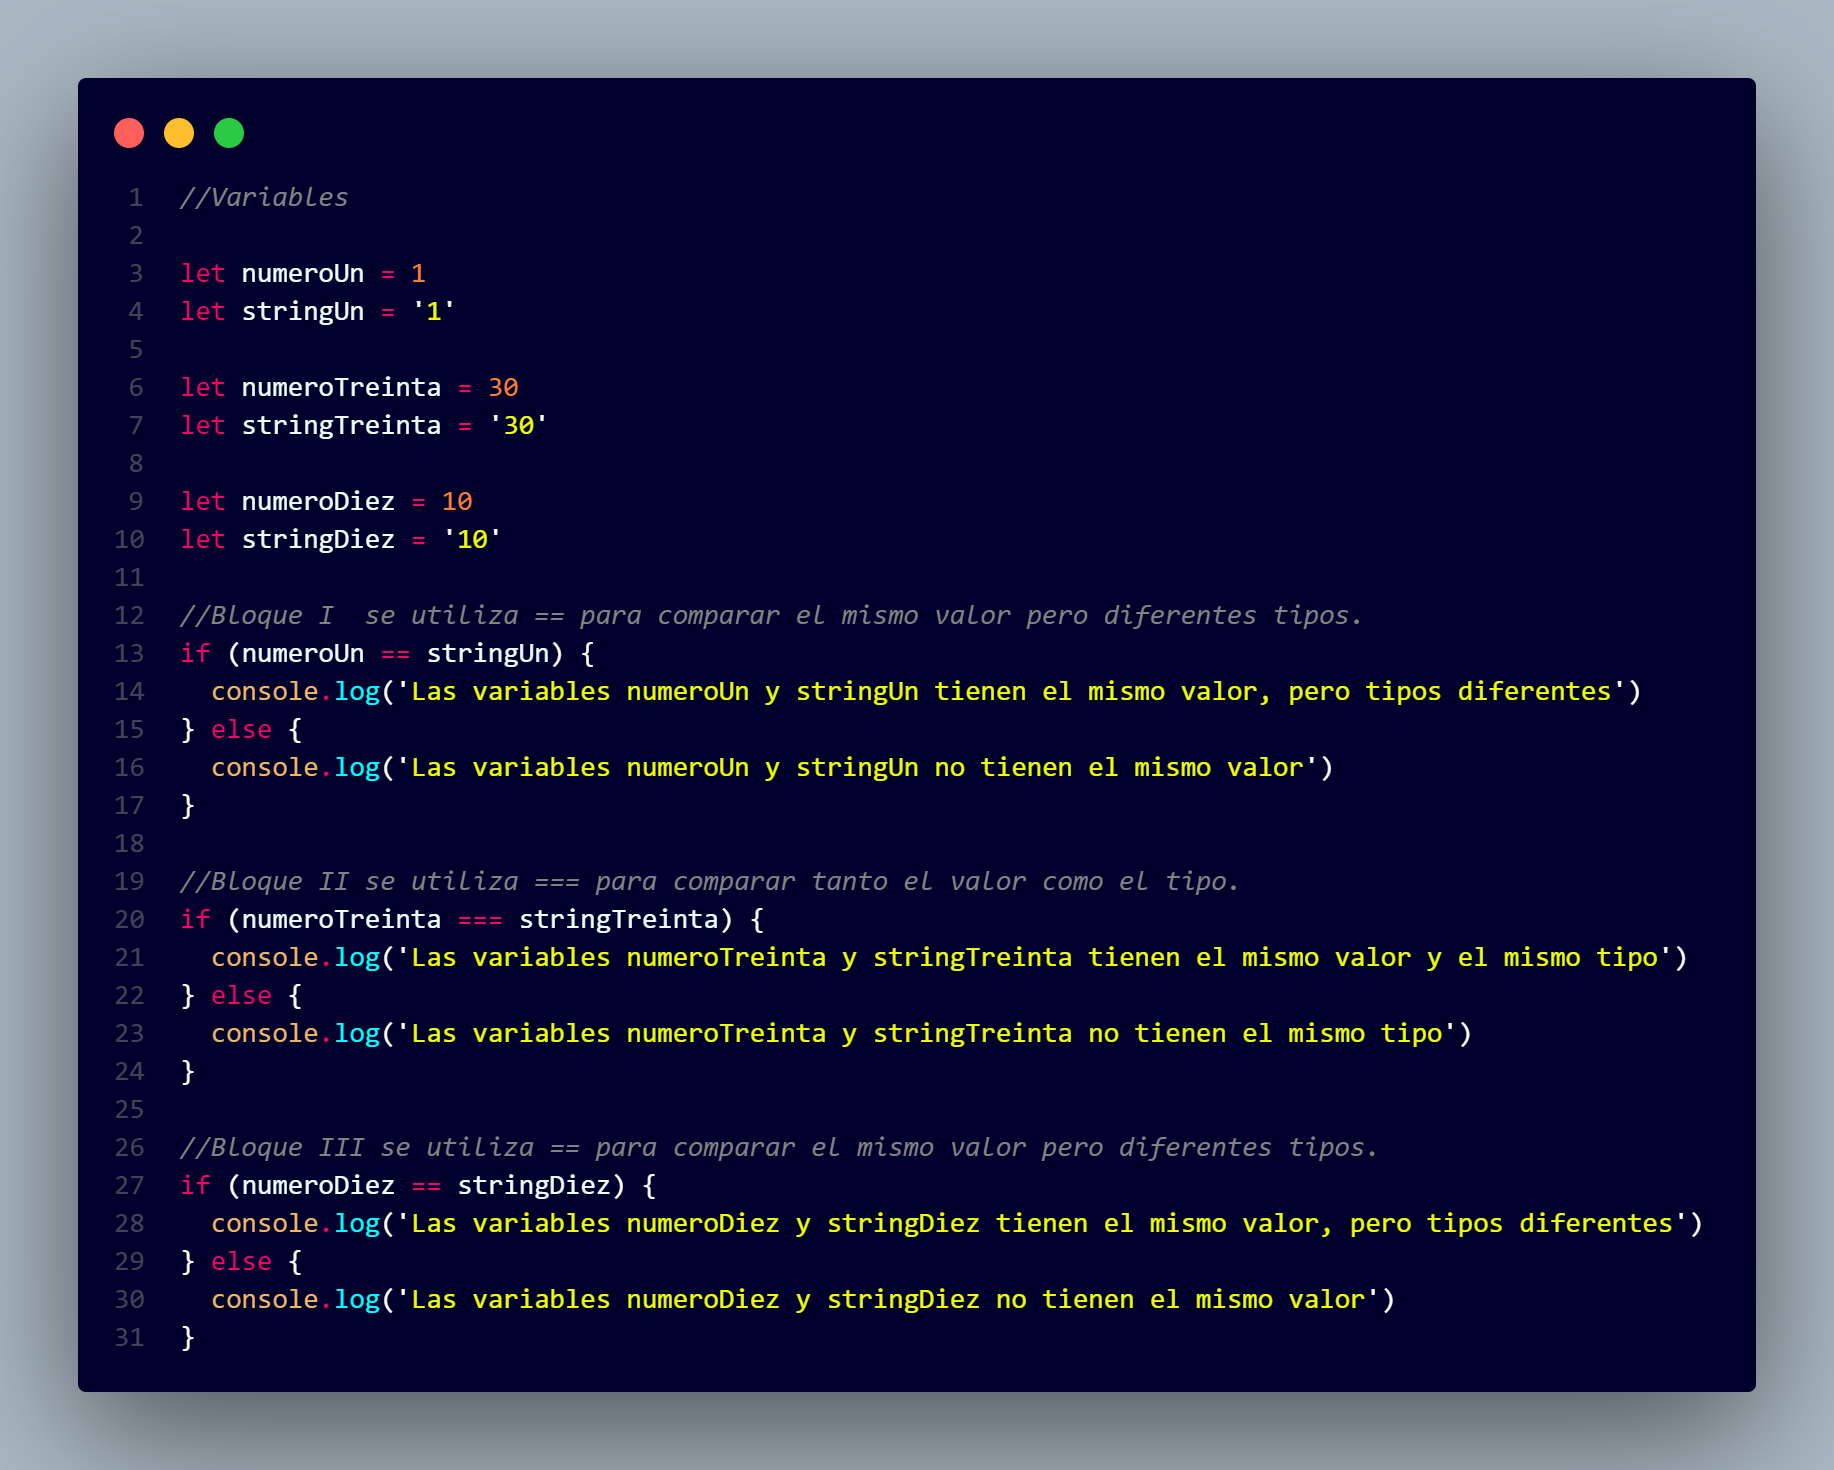 1 //Variables
2
3 let numeroUn = 1
4 let stringUn = '1'
5
6 let numeroTreinta = 30
7 let stringTreinta = '30'
8
9 let numeroDiez = 10
10 let stringDiez = '10'
11
12 //Bloque I  se utiliza == para comparar el mismo valor pero diferentes tipos.
13 if (numeroUn == stringUn) {
14   console.log('Las variables numeroUn y stringUn tienen el mismo valor, pero tipos diferentes')
15 } else {
16   console.log('Las variables numeroUn y stringUn no tienen el mismo valor')
17 }
18
19 //Bloque II se utiliza === para comparar tanto el valor como el tipo.
20 if (numeroTreinta === stringTreinta) {
21   console.log('Las variables numeroTreinta y stringTreinta tienen el mismo valor y el mismo tipo')
22 } else {
23   console.log('Las variables numeroTreinta y stringTreinta no tienen el mismo tipo')
24 }
25
26 //Bloque III se utiliza == para comparar el mismo valor pero diferentes tipos.
27 if (numeroDiez == stringDiez) {
28   console.log('Las variables numeroDiez y stringDiez tienen el mismo valor, pero tipos diferentes')
29 } else {
30   console.log('Las variables numeroDiez y stringDiez no tienen el mismo valor')
31 }